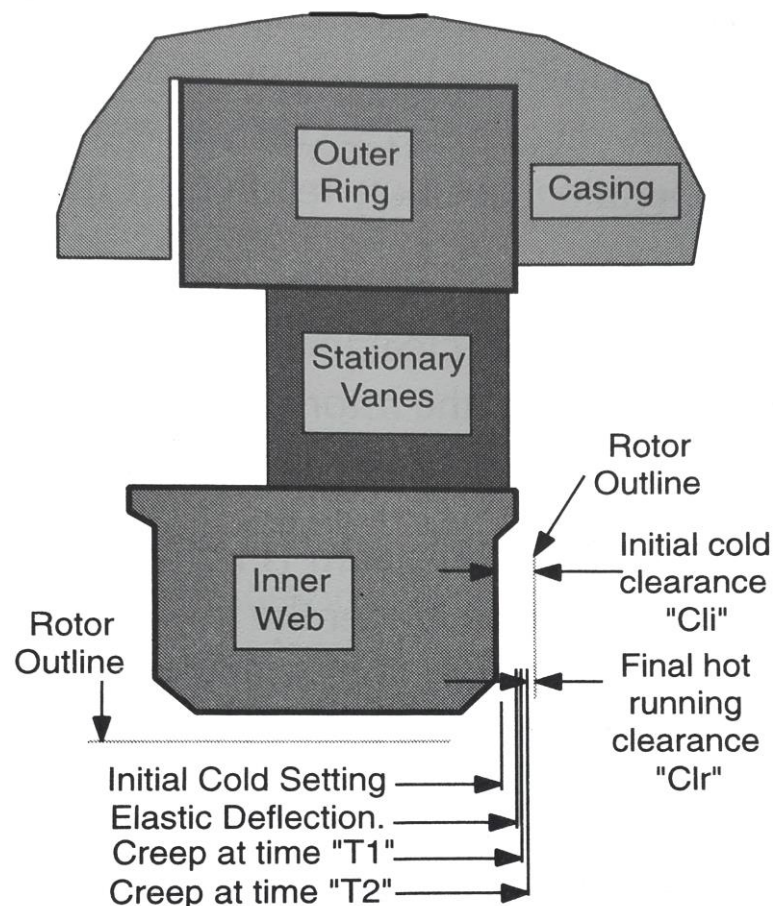 Outer
Ring
Casing
Stationary
Vanes
Rotor
Outline
Initial cold
clearance
"Cli"
Inner
Web
Rotor
Outline
Final hot
running
clearance
"Clr"
Initial Cold Setting
Elastic Deflection.
Creep at time "T1"
Creep at time "T2"